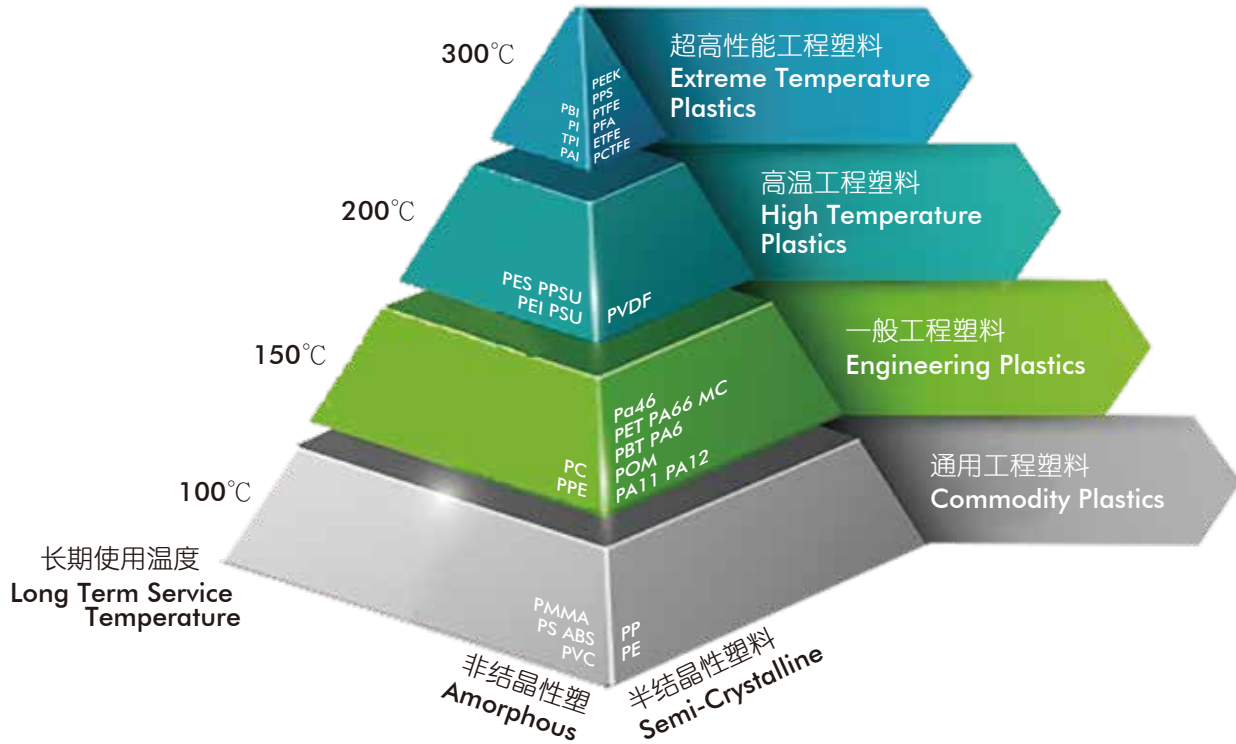 300℃
PBI
PI
TPI
PAI
PEEK
PPS
PTFE
PFA
ETFE
PCTFE
超高性能工程塑料
Extreme Temperature
Plastics
200℃
PES PPSU
PEI PSU
PVDF
高温工程塑料
High Temperature
Plastics
150℃
PC
PPE
Pa46
PET PA66 MC
PBT PA6
POM
PA11 PA12
一般工程塑料
Engineering Plastics
100℃
PMMA
PS ABS
PVC
PP
PE
通用工程塑料
Commodity Plastics
长期使用温度
Long Term Service
Temperature
非结晶性塑
Amorphous
半结晶性塑料
Semi-Crystalline